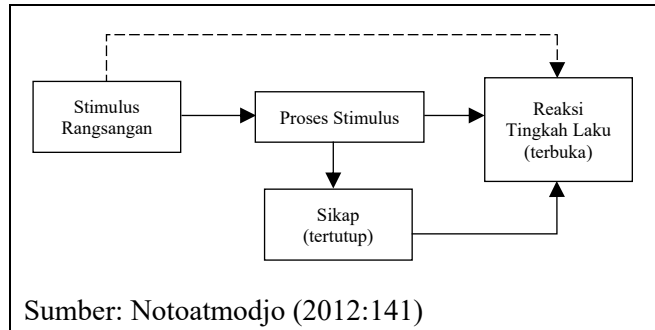 Stimulus
Rangsangan
Proses Stimulus
Reaksi
Tingkah Laku
(terbuka)
Sikap
(tertutup)
Sumber: Notoatmodjo (2012:141)